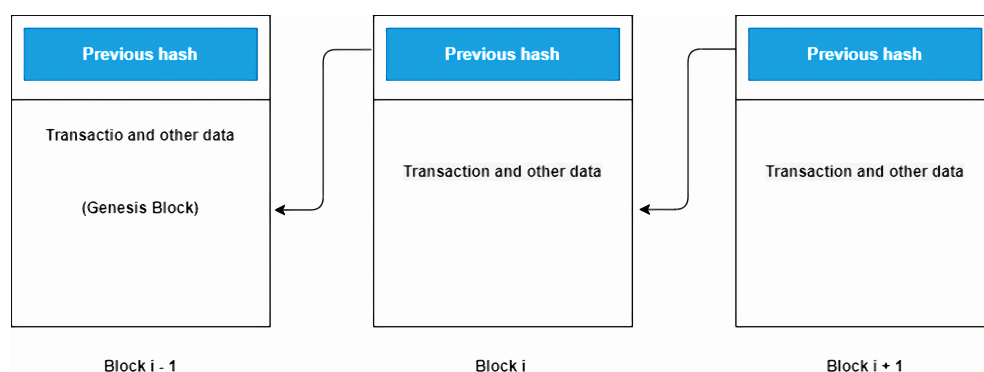 Previous hash
Previous hash
Previous hash
Transactio and other data
(Genesis Block)
Transaction and other data
Transaction and other data
Block i - 1
Block i
Block i + 1